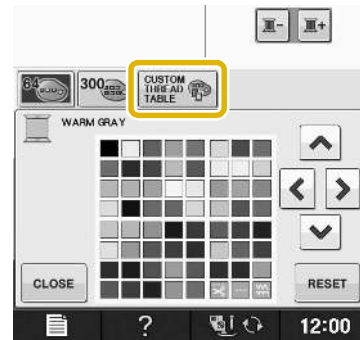 64
300
CUSTOM
THREAD
TABLE
WARM GRAY
CLOSE
RESET
?
12:00